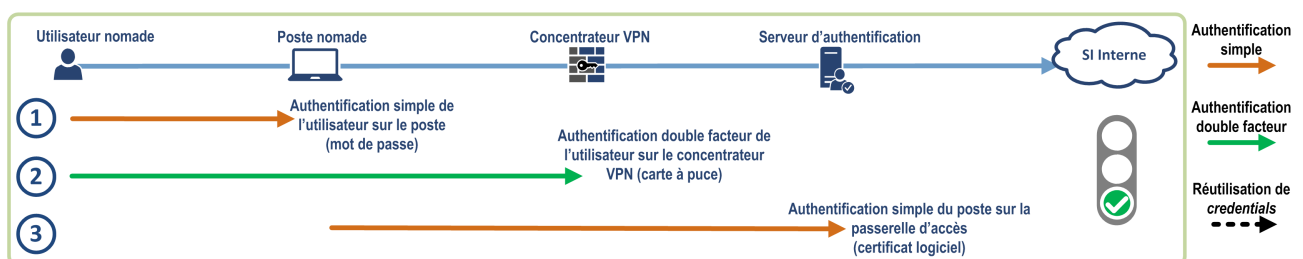 Utilisateur nomade
Poste nomade
Concentrateur VPN
Serveur d'authentification
SI Interne
1
Authentification simple de
l'utilisateur sur le poste
(mot de passe)
2
Authentification double facteur de
l'utilisateur sur le concentrateur
VPN (carte à puce)
3
Authentification simple du poste sur la
passerelle d'accès
(certificat logiciel)
Authentification
simple
Authentification
double facteur
Réutilisation de
credentials